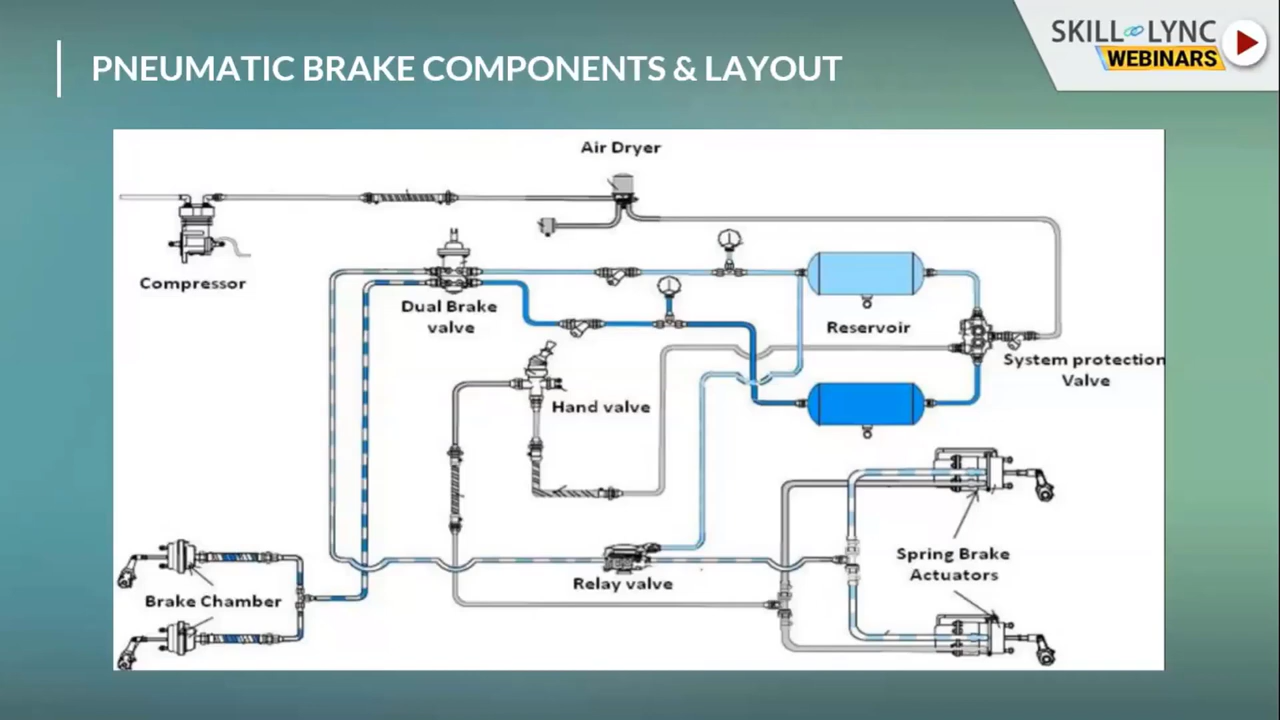 PNEUMATIC BRAKE COMPONENTS & LAYOUT
SKILL LYNC
WEBINARS
Air Dryer
Compressor
Dual Brake
valve
Reservoir
System protection
Valve
Hand valve
Spring Brake
Actuators
Relay valve
Brake Chamber